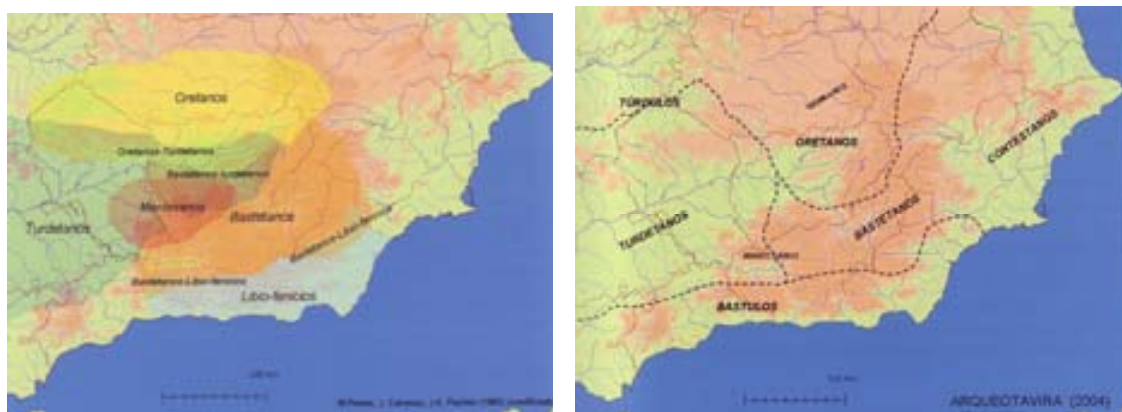 Oretanos
Oretanos-Turdetanos
Bastetanos-turdetanos
Mentesanos
Bastetanos
Turdetanos
Bastetanos-Libio-fenicios
Bastetanos-Libio-fenicios
Libio-fenicios
TÚRDULOS
ORETANOS
CONTESTANOS
BASTETANOS
TURDETANOS
BASTULOS
ARQUEOTAVIRA (2004)